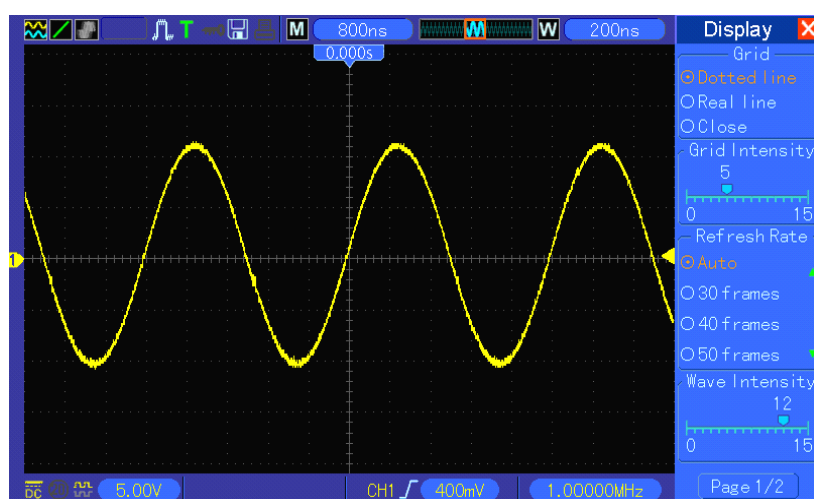 T M 800ns W 200ns
0.000s
1
DC 5.00V CH1 400mV 1.00000MHz
Display X
Grid
Dotted line
Real line
Close
Grid Intensity
5
0 15
Refresh Rate
Auto
30 frames
40 frames
50 frames
Wave Intensity
12
0 15
Page 1/2